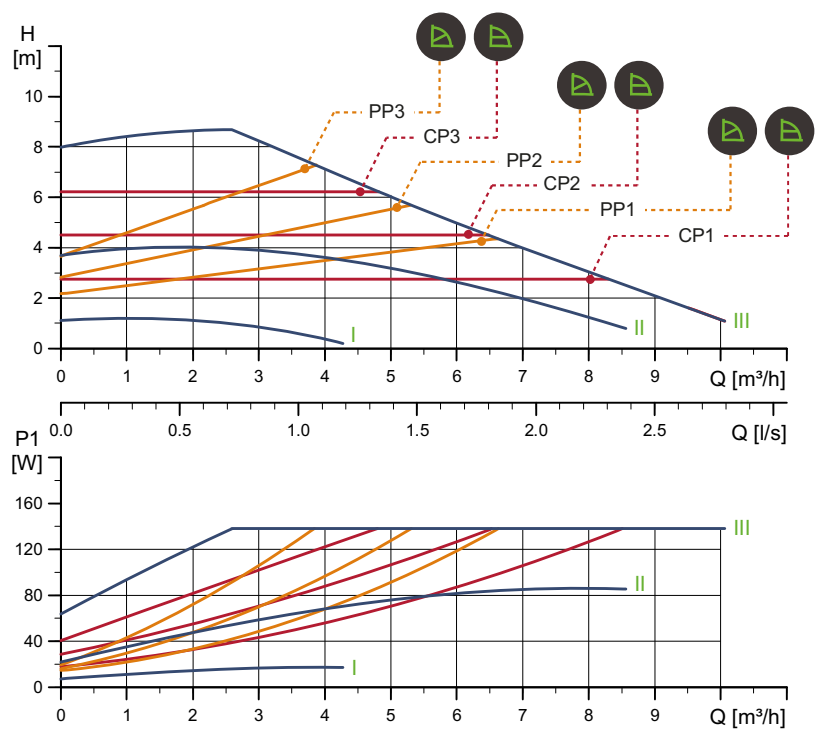 H
[m]
10
8
6
4
2
0
PP3
CP3
PP2
CP2
PP1
CP1
I
II
III
0 1 2 3 4 5 6 7 8 9 Q [m³/h]
0.0 0.5 1.0 1.5 2.0 2.5 Q [l/s]
P1
[W]
160
120
80
40
0
III
II
I
0 1 2 3 4 5 6 7 8 9 Q [m³/h]